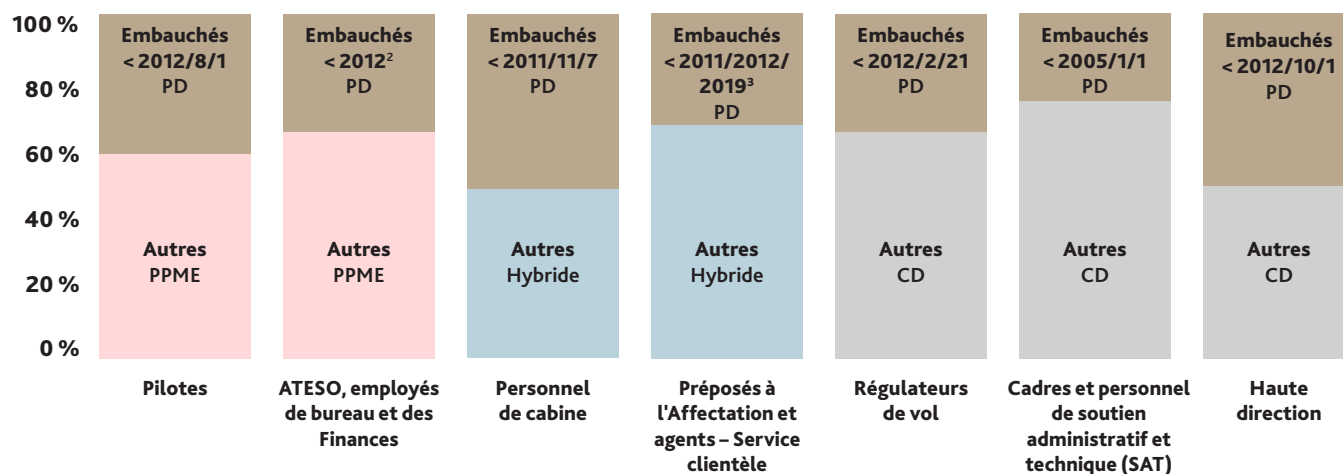 100 %
80 %
60 %
40 %
20 %
0 %
Embauchés
< 2012/8/1
PD
Autres
PPME
Pilotes
Embauchés
< 2012²
PD
Autres
PPME
ATESO, employés
de bureau et des
Finances
Embauchés
< 2011/11/7
PD
Autres
Hybride
Personnel
de cabine
Embauchés
< 2011/2012/
2019³
PD
Autres
Hybride
Préposés à
l'Affectation et
agents – Service
clientèle
Embauchés
< 2012/2/21
PD
Autres
CD
Régulateurs
de vol
Embauchés
< 2005/1/1
PD
Autres
CD
Cadres et personnel
de soutien
administratif et
technique (SAT)
Embauchés
< 2012/10/1
PD
Autres
CD
Haute
direction